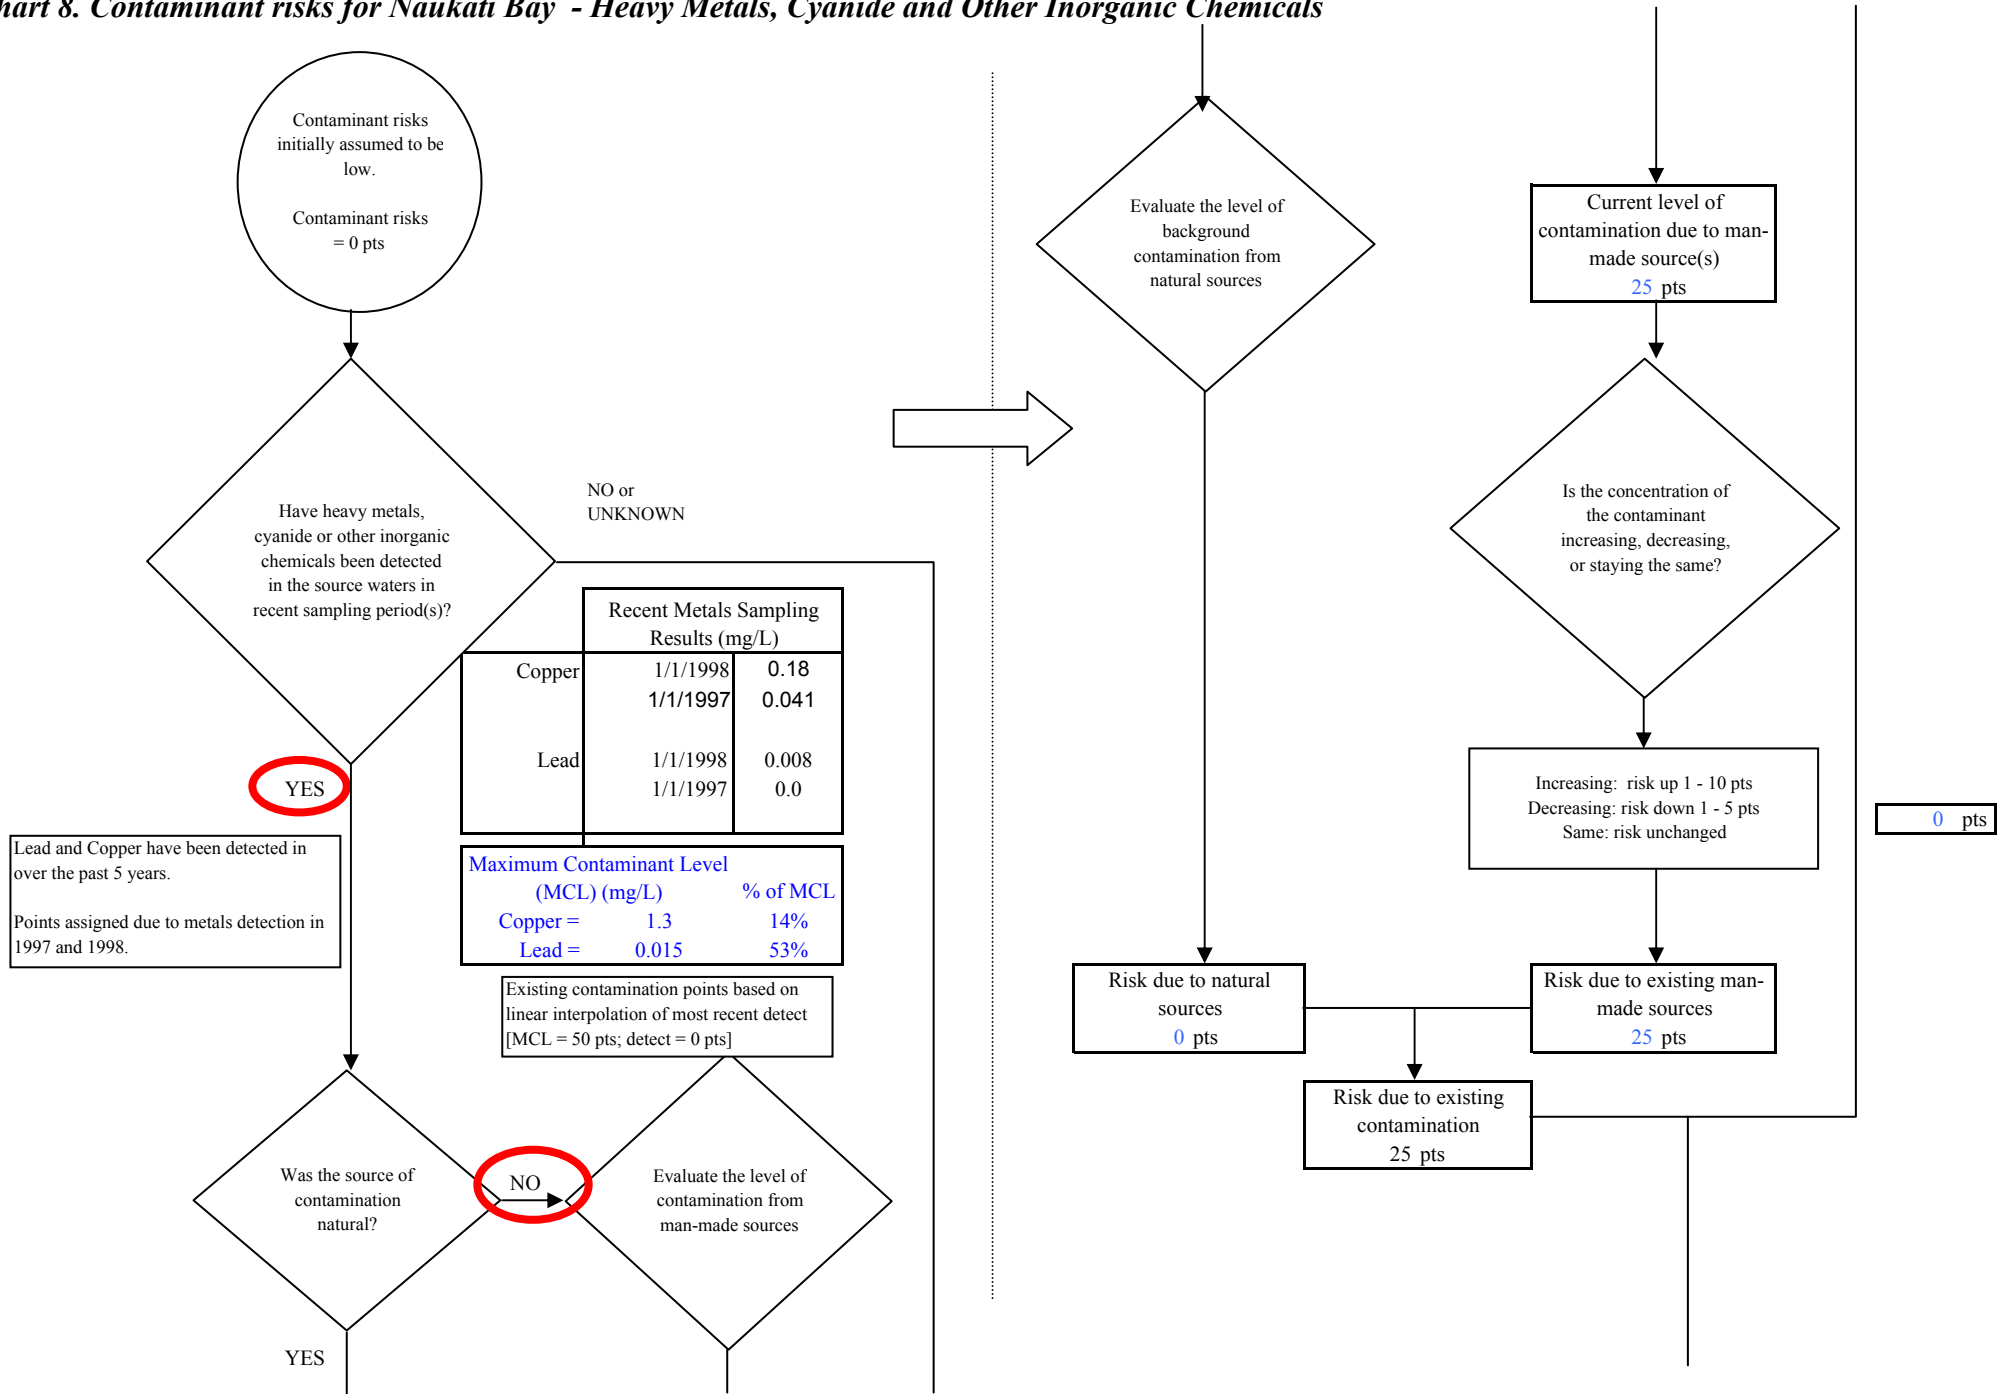 hart 8. Contaminant risks for Naukati Bay - Heavy Metals, Cyanide and Other Inorganic Chemicals
Contaminant risks
initially assumed to be
low.
Contaminant risks
= 0 pts
Have heavy metals,
cyanide or other inorganic
chemicals been detected
in the source waters in
recent sampling period(s)?
NO or
UNKNOWN
Recent Metals Sampling
Results (mg/L)
Copper 1/1/1998 0.18
1/1/1997 0.041
Lead 1/1/1998 0.008
1/1/1997 0.0
YES
Lead and Copper have been detected in
over the past 5 years.
Points assigned due to metals detection in
1997 and 1998.
Maximum Contaminant Level
(MCL) (mg/L) % of MCL
Copper = 1.3 14%
Lead = 0.015 53%
Existing contamination points based on
linear interpolation of most recent detect
[MCL = 50 pts; detect = 0 pts]
Was the source of
contamination
natural?
NO
Evaluate the level of
contamination from
man-made sources
YES
Evaluate the level of
background
contamination from
natural sources
Current level of
contamination due to man-
made source(s)
25 pts
Is the concentration of
the contaminant
increasing, decreasing,
or staying the same?
Increasing: risk up 1 - 10 pts
Decreasing: risk down 1 - 5 pts
Same: risk unchanged
0 pts
Risk due to natural
sources
0 pts
Risk due to existing man-
made sources
25 pts
Risk due to existing
contamination
25 pts